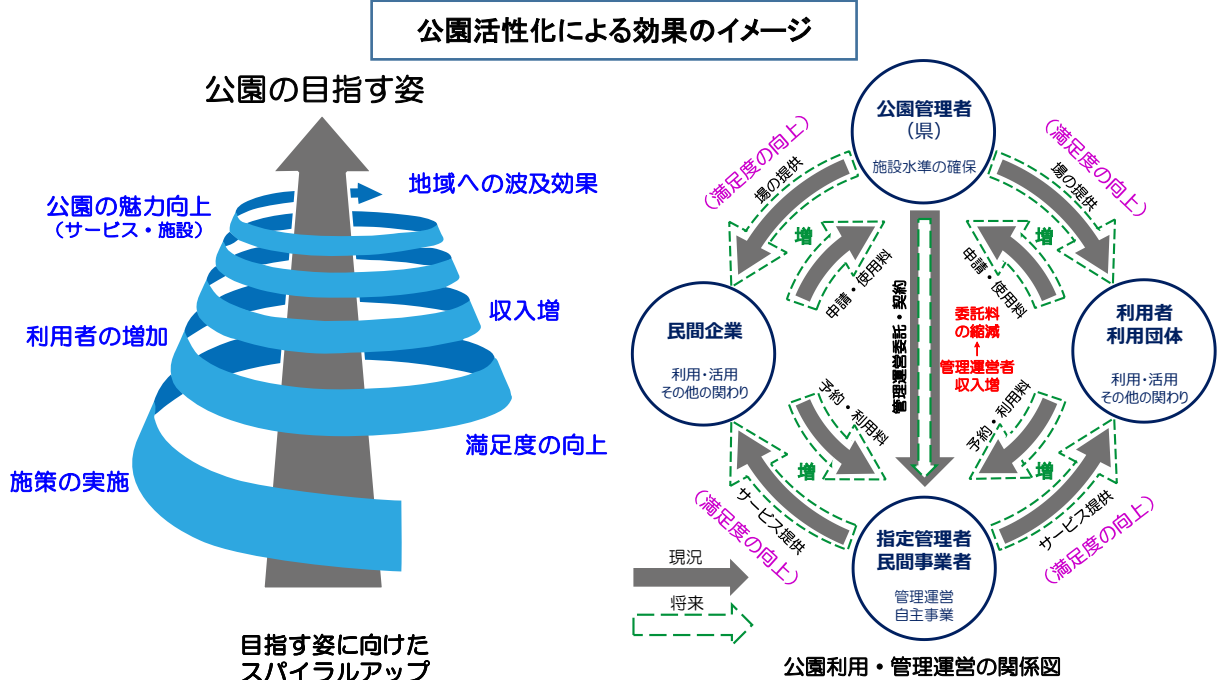 公園活性化による効果のイメージ
公園の目指す姿
地域への波及効果
公園の魅力向上
（サービス・施設）
収入増
利用者の増加
満足度の向上
施策の実施
目指す姿に向けた
スパイラルアップ
公園管理者
（県）
施設水準の確保
（満足度の向上）
場の提供
（満足度の向上）
場の提供
増
申請・使用料
増
申請・使用料
民間企業
利用・活用
その他の関わり
管理運営委託・契約
委託料
の縮減
↑
管理運営者
収入増
利用者
利用団体
利用・活用
その他の関わり
予約・利用料
増
予約・利用料
増
サービス提供
（満足度の向上）
サービス提供
（満足度の向上）
指定管理者
民間事業者
管理運営
自主事業
現況
将来
公園利用・管理運営の関係図